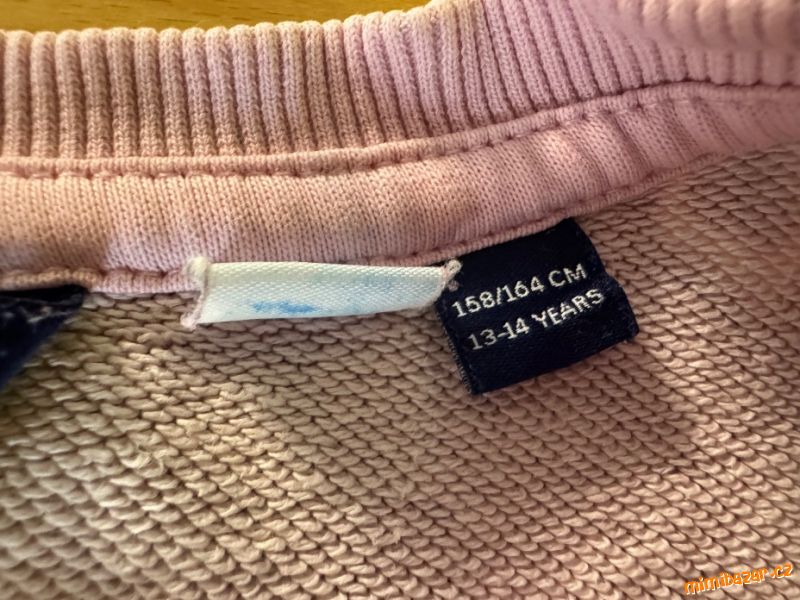 158/164 CM
13-14 YEARS
mimibazar.cz